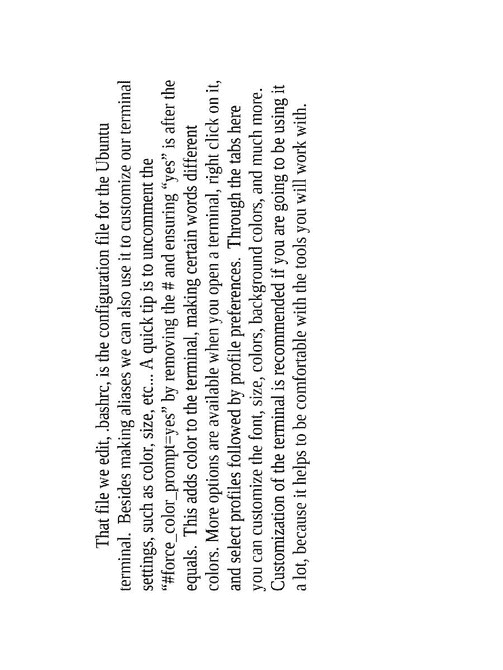 That file we edit, .bashrc, is the configuration file for the Ubuntu
terminal.  Besides making aliases we can also use it to customize our terminal
settings, such as color, size, etc... A quick tip is to uncomment the
“#force_color_prompt=yes” by removing the # and ensuring “yes” is after the
equals.  This adds color to the terminal, making certain words different
colors. More options are available when you open a terminal, right click on it,
and select profiles followed by profile preferences.  Through the tabs here
you can customize the font, size, colors, background colors, and much more.
Customization of the terminal is recommended if you are going to be using it
a lot, because it helps to be comfortable with the tools you will work with.